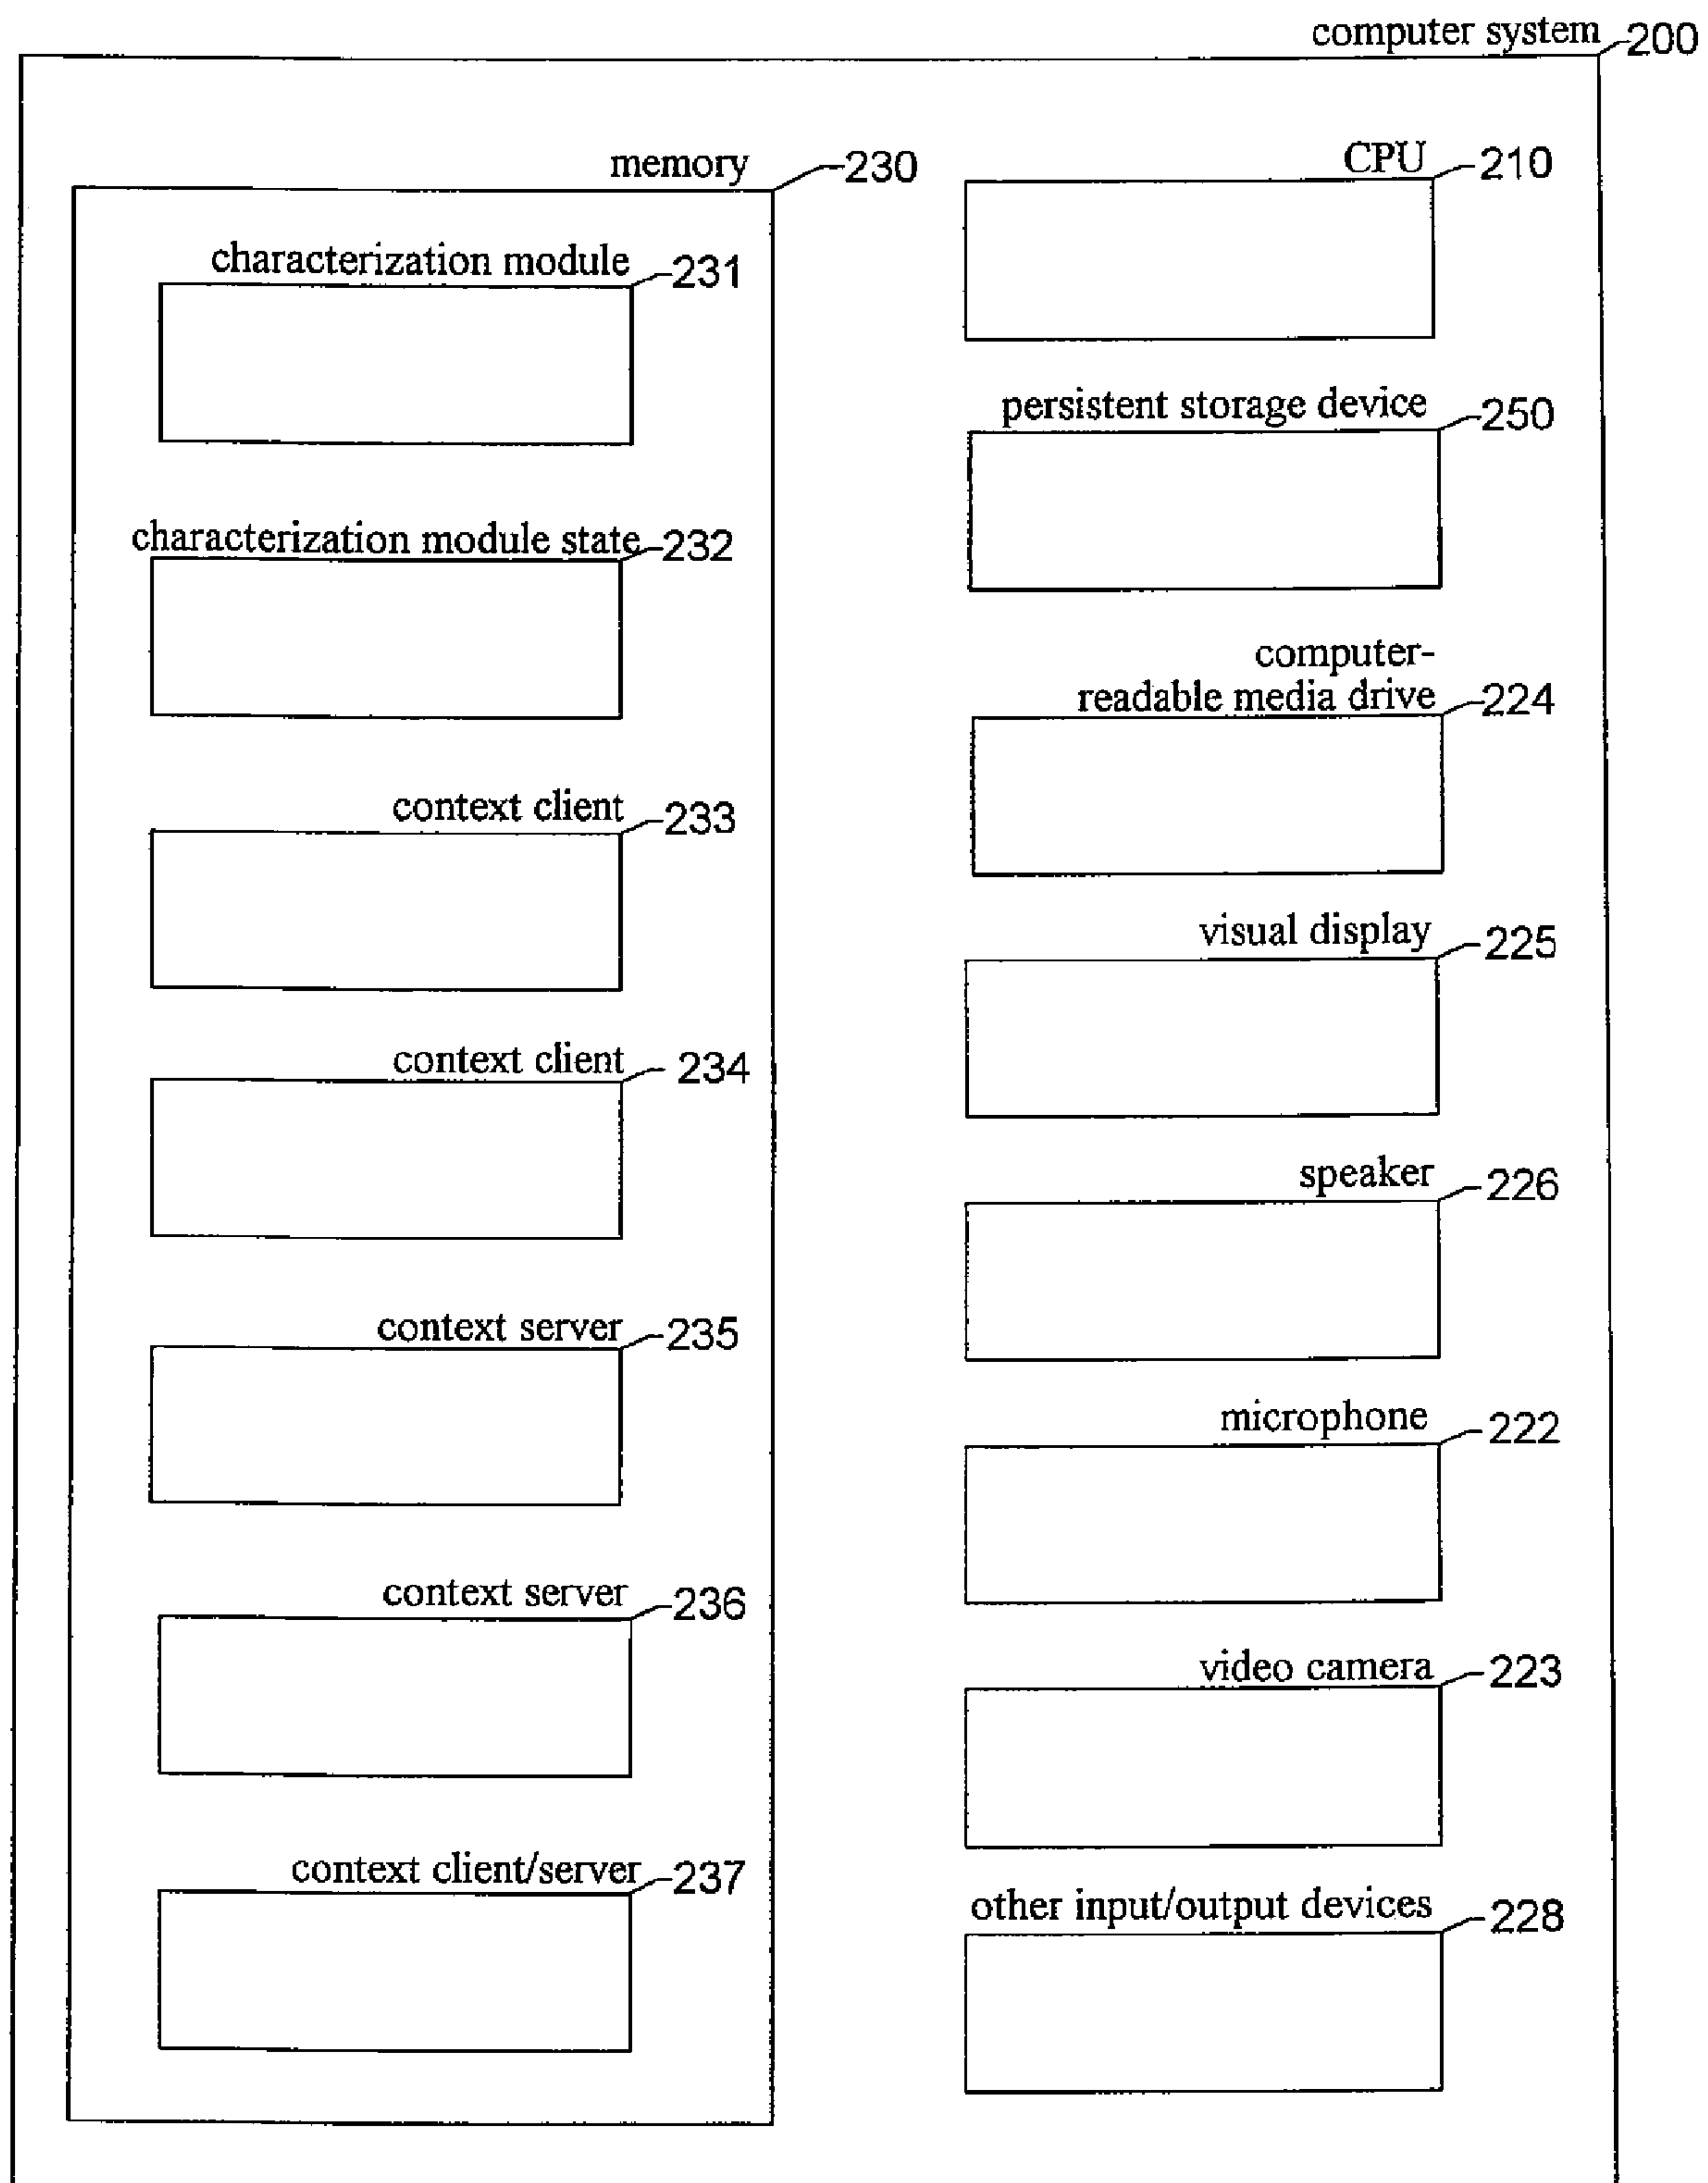 computer system 200
memory 230
characterization module 231
characterization module state 232
context client 233
context client 234
context server 235
context server 236
context client/server 237
CPU 210
persistent storage device 250
computer-
readable media drive 224
visual display 225
speaker 226
microphone 222
video camera 223
other input/output devices 228